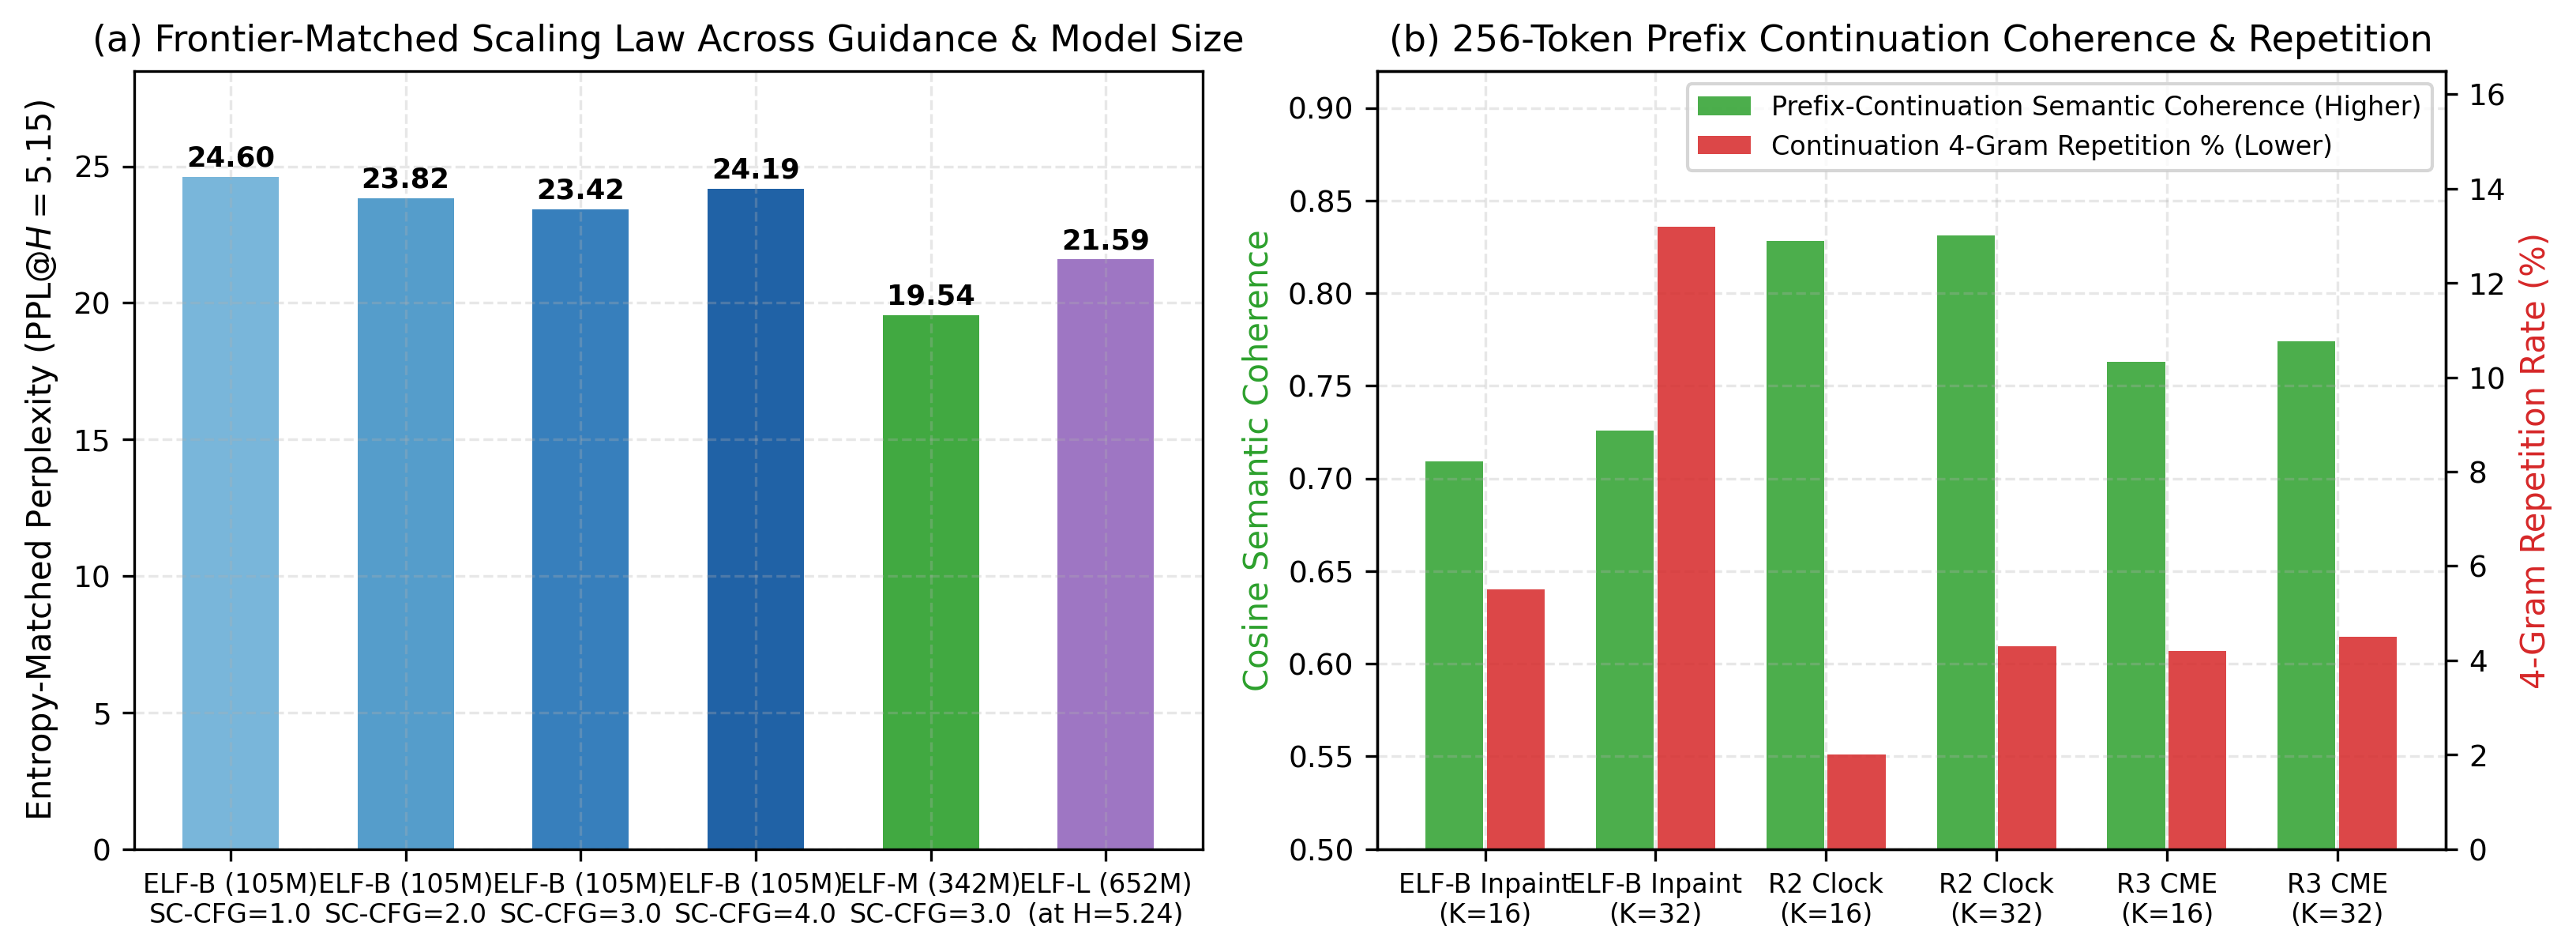 (a) Frontier-Matched Scaling Law Across Guidance & Model Size
Entropy-Matched Perplexity (PPL@H = 5.15)
25
20
15
10
5
0
24.60
23.82
23.42
24.19
19.54
21.59
ELF-B (105M)
SC-CFG=1.0
ELF-B (105M)
SC-CFG=2.0
ELF-B (105M)
SC-CFG=3.0
ELF-B (105M)
SC-CFG=4.0
ELF-M (342M)
SC-CFG=3.0
ELF-L (652M)
(at H=5.24)
(b) 256-Token Prefix Continuation Coherence & Repetition
Prefix-Continuation Semantic Coherence (Higher)
Continuation 4-Gram Repetition % (Lower)
Cosine Semantic Coherence
0.90
0.85
0.80
0.75
0.70
0.65
0.60
0.55
0.50
16
14
12
10
8
6
4
2
0
4-Gram Repetition Rate (%)
ELF-B Inpaint
(K=16)
ELF-B Inpaint
(K=32)
R2 Clock
(K=16)
R2 Clock
(K=32)
R3 CME
(K=16)
R3 CME
(K=32)